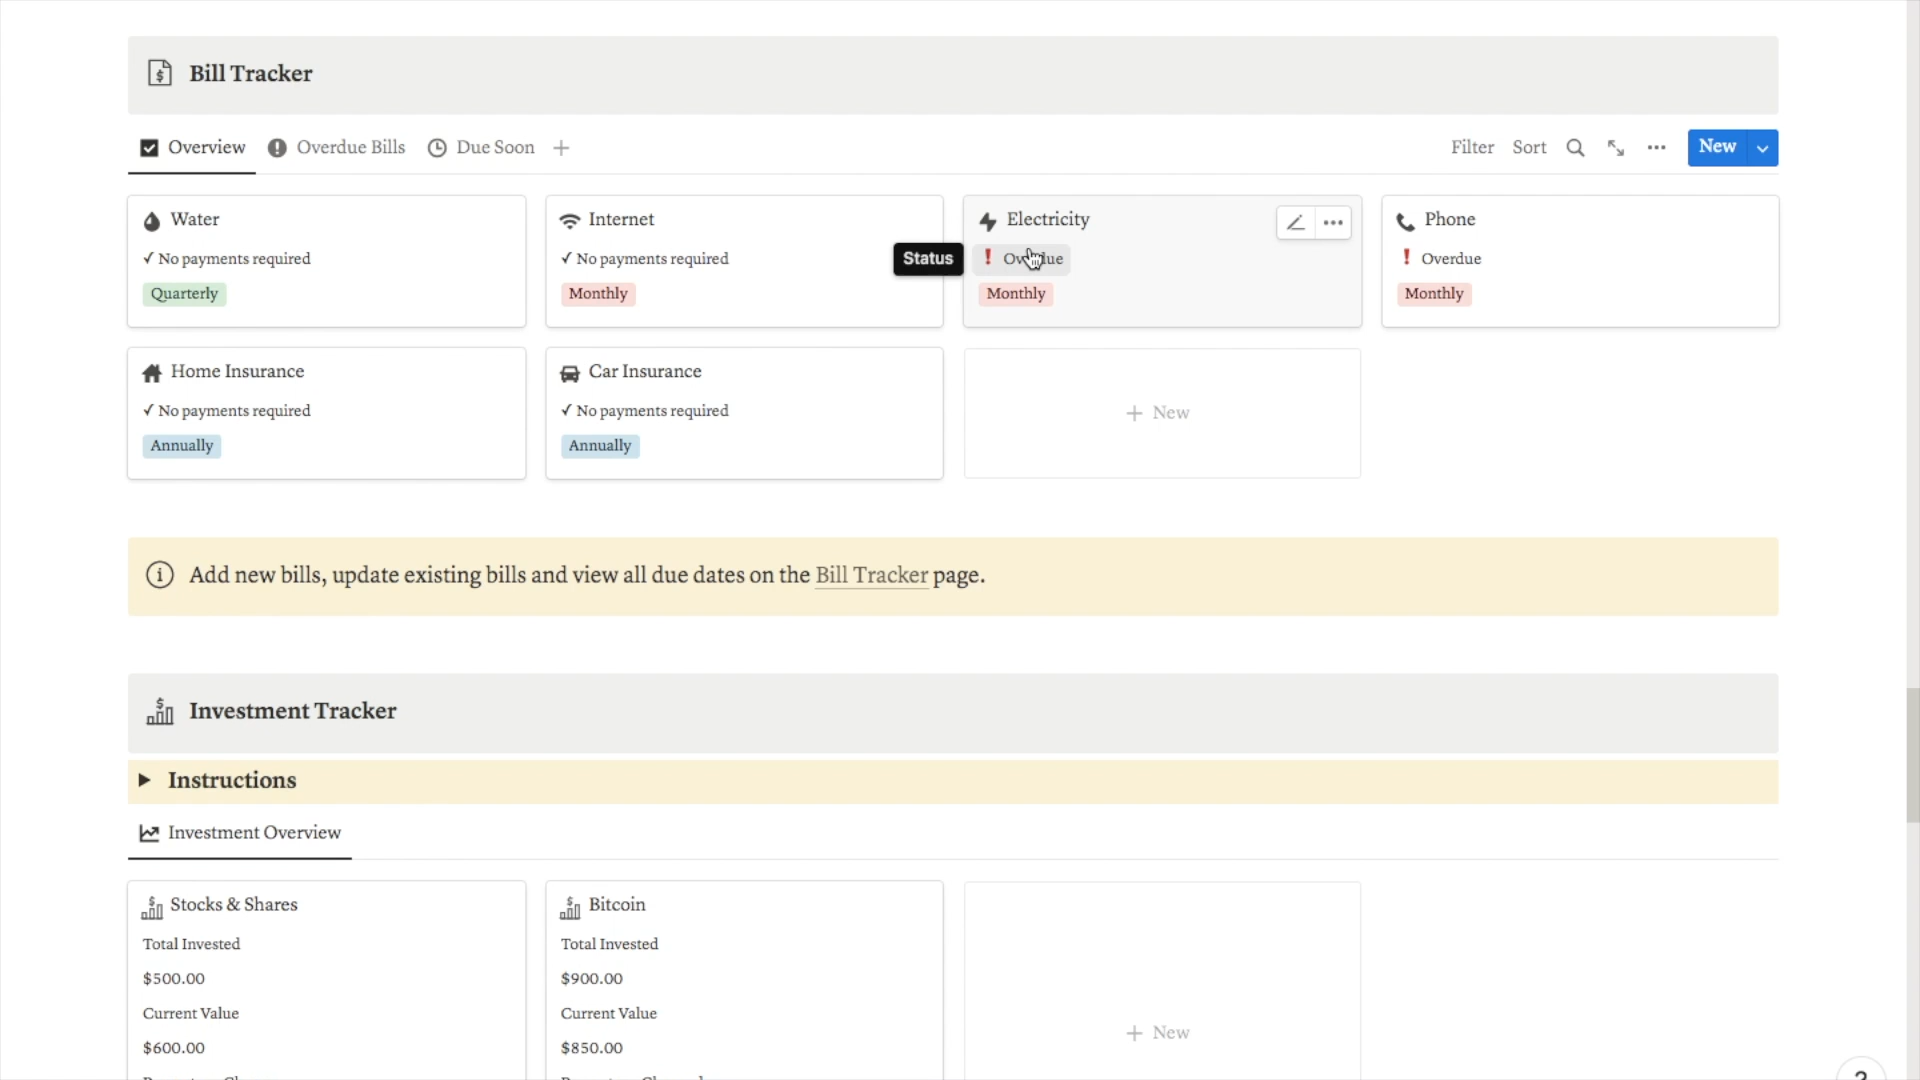 Bill Tracker
Overview Overdue Bills Due Soon
Filter Sort New
Water
✓ No payments required
Quarterly
Internet
✓ No payments required
Monthly
Status
Electricity
❗ Overdue
Monthly
Phone
❗ Overdue
Monthly
Home Insurance
✓ No payments required
Annually
Car Insurance
✓ No payments required
Annually
+ New
Add new bills, update existing bills and view all due dates on the Bill Tracker page.
Investment Tracker
Instructions
Investment Overview
Stocks & Shares
Total Invested
$500.00
Current Value
$600.00
Bitcoin
Total Invested
$900.00
Current Value
$850.00
+ New